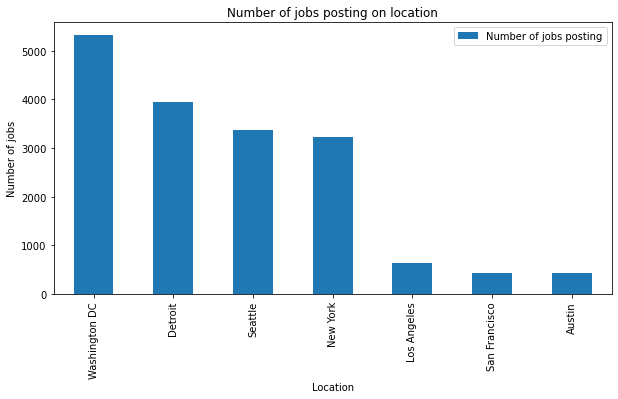 Number of jobs posting on location
Number of jobs posting
Number of jobs
5000
4000
3000
2000
1000
0
Washington DC
Detroit
Seattle
New York
Los Angeles
San Francisco
Austin
Location